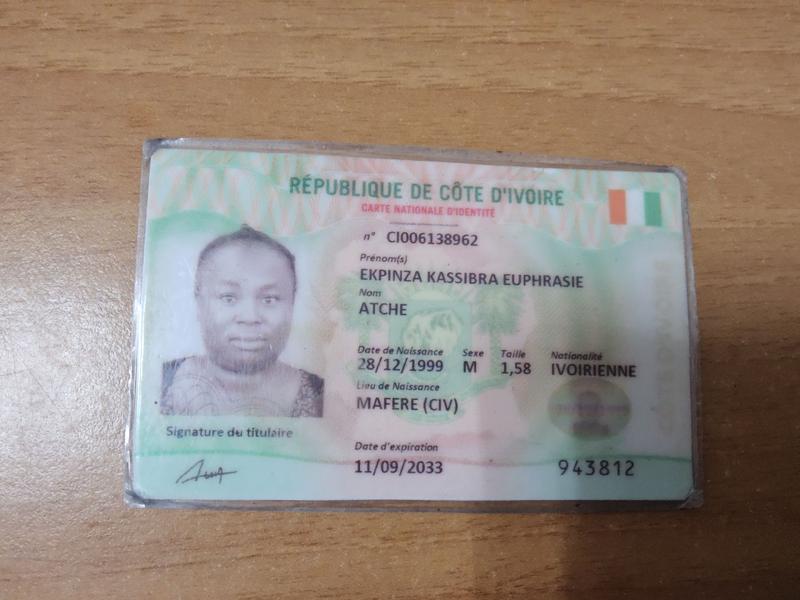 RÉPUBLIQUE DE CÔTE D'IVOIRE
CARTE NATIONALE D'IDENTITÉ
n° CI006138962
Prénom(s)
EKPINZA KASSIBRA EUPHRASIE
Nom
ATCHE
Date de Naissance Sexe Taille Nationalité
28/12/1999 M 1,58 IVOIRIENNE
Lieu de Naissance
MAFERE (CIV)
Signature du titulaire
Date d'expiration
11/09/2033
943812